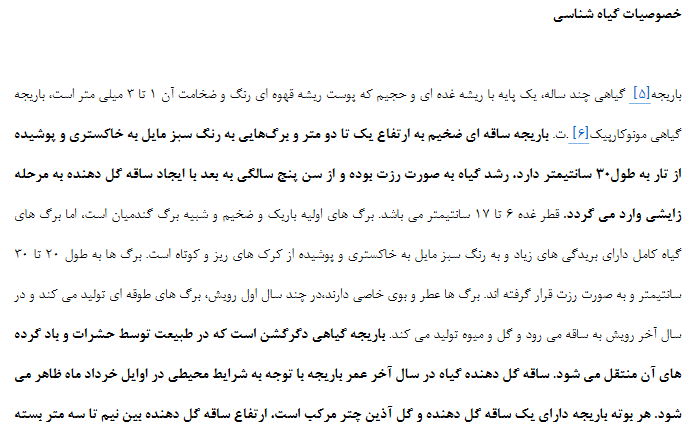 خصوصیات گیاه شناسی
باریجه[۵] گیاهی چند ساله، یک پایه با ریشه غده ای و حجیم که پوست ریشه قهوه ای رنگ و ضخامت آن ۱ تا ۳ میلی متر است، باریجه
گیاهی مونوکارپیک[۶].ت. باریجه ساقه ای ضخیم به ارتفاع یک تا دو متر و برگ‌هایی به رنگ سبز مایل به خاکستری و پوشیده
از تار به طول۳۰ سانتیمتر دارد، رشد گیاه به صورت رزت بوده و از سن پنج سالگی به بعد با ایجاد ساقه گل دهنده به مرحله
زایشی وارد می گردد. قطر غده ۶ تا ۱۷ سانتیمتر می باشد. برگ های اولیه باریک و ضخیم و شبیه برگ گندمیان است، اما برگ های
گیاه کامل دارای بریدگی های زیاد و به رنگ سبز مایل به خاکستری و پوشیده از کرک های ریز و کوتاه است. برگ ها به طول ۲۰ تا ۳۰
سانتیمتر و به صورت رزت قرار گرفته اند. برگ ها عطر و بوی خاصی دارند،در چند سال اول رویش، برگ های طوقه ای تولید می کند و در
سال آخر رویش به ساقه می رود و گل و میوه تولید می کند. باریجه گیاهی دگرگشن است که در طبیعت توسط حشرات و باد گرده
های آن منتقل می شود. ساقه گل دهنده گیاه در سال آخر عمر باریجه با توجه به شرایط محیطی در اوایل خرداد ماه ظاهر می
شود. هر بوته باریجه دارای یک ساقه گل دهنده و گل آذین چتر مرکب است، ارتفاع ساقه گل دهنده بین نیم تا سه متر بسته